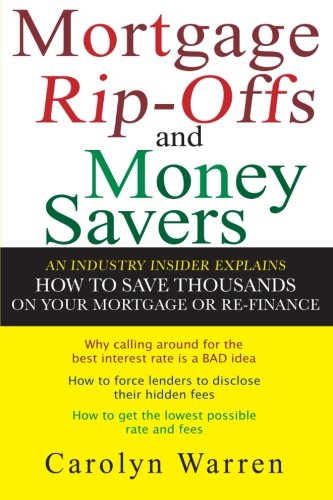 Mortgage
Rip-Offs
and
Money
Savers
AN INDUSTRY INSIDER EXPLAINS
HOW TO SAVE THOUSANDS
ON YOUR MORTGAGE OR RE-FINANCE
Why calling around for the
best interest rate is a BAD idea
How to force lenders to disclose
their hidden fees
How to get the lowest possible
rate and fees
Carolyn Warren